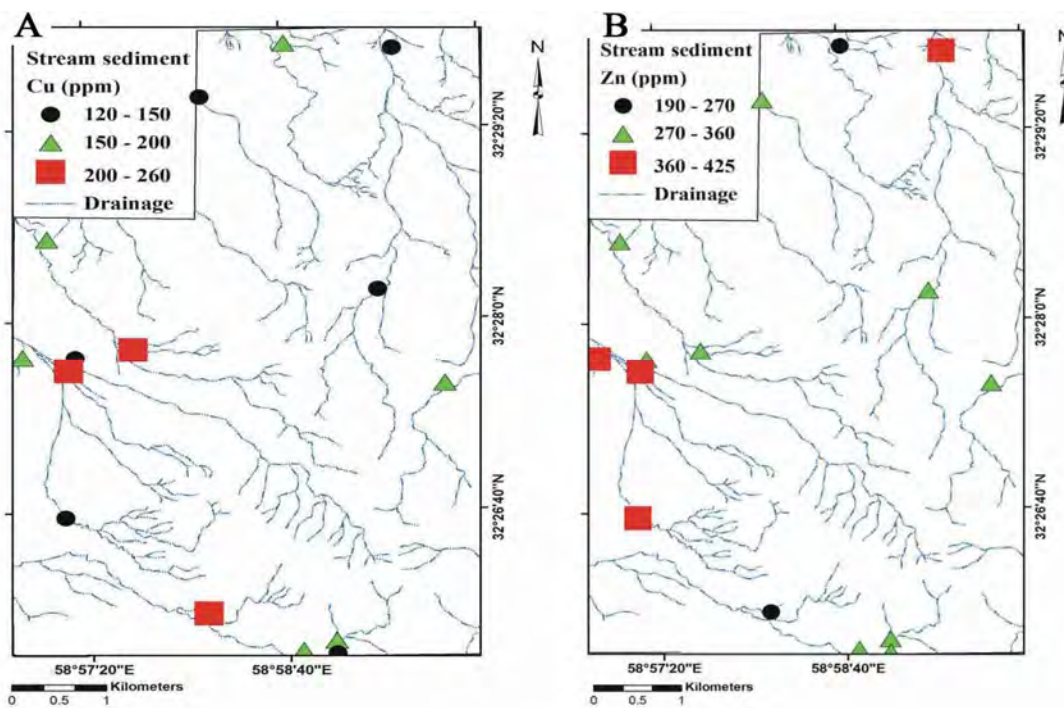 A
Stream sediment
Cu (ppm)
120 - 150
150 - 200
200 - 260
Drainage
N
32°29'20"N
32°28'0"N
32°26'40"N
58°57'20"E
58°58'40"E
Kilometers
0 0.5 1
B
Stream sediment
Zn (ppm)
190 - 270
270 - 360
360 - 425
Drainage
N
32°29'20"N
32°28'0"N
32°26'40"N
58°57'20"E
58°58'40"E
Kilometers
0 0.5 1